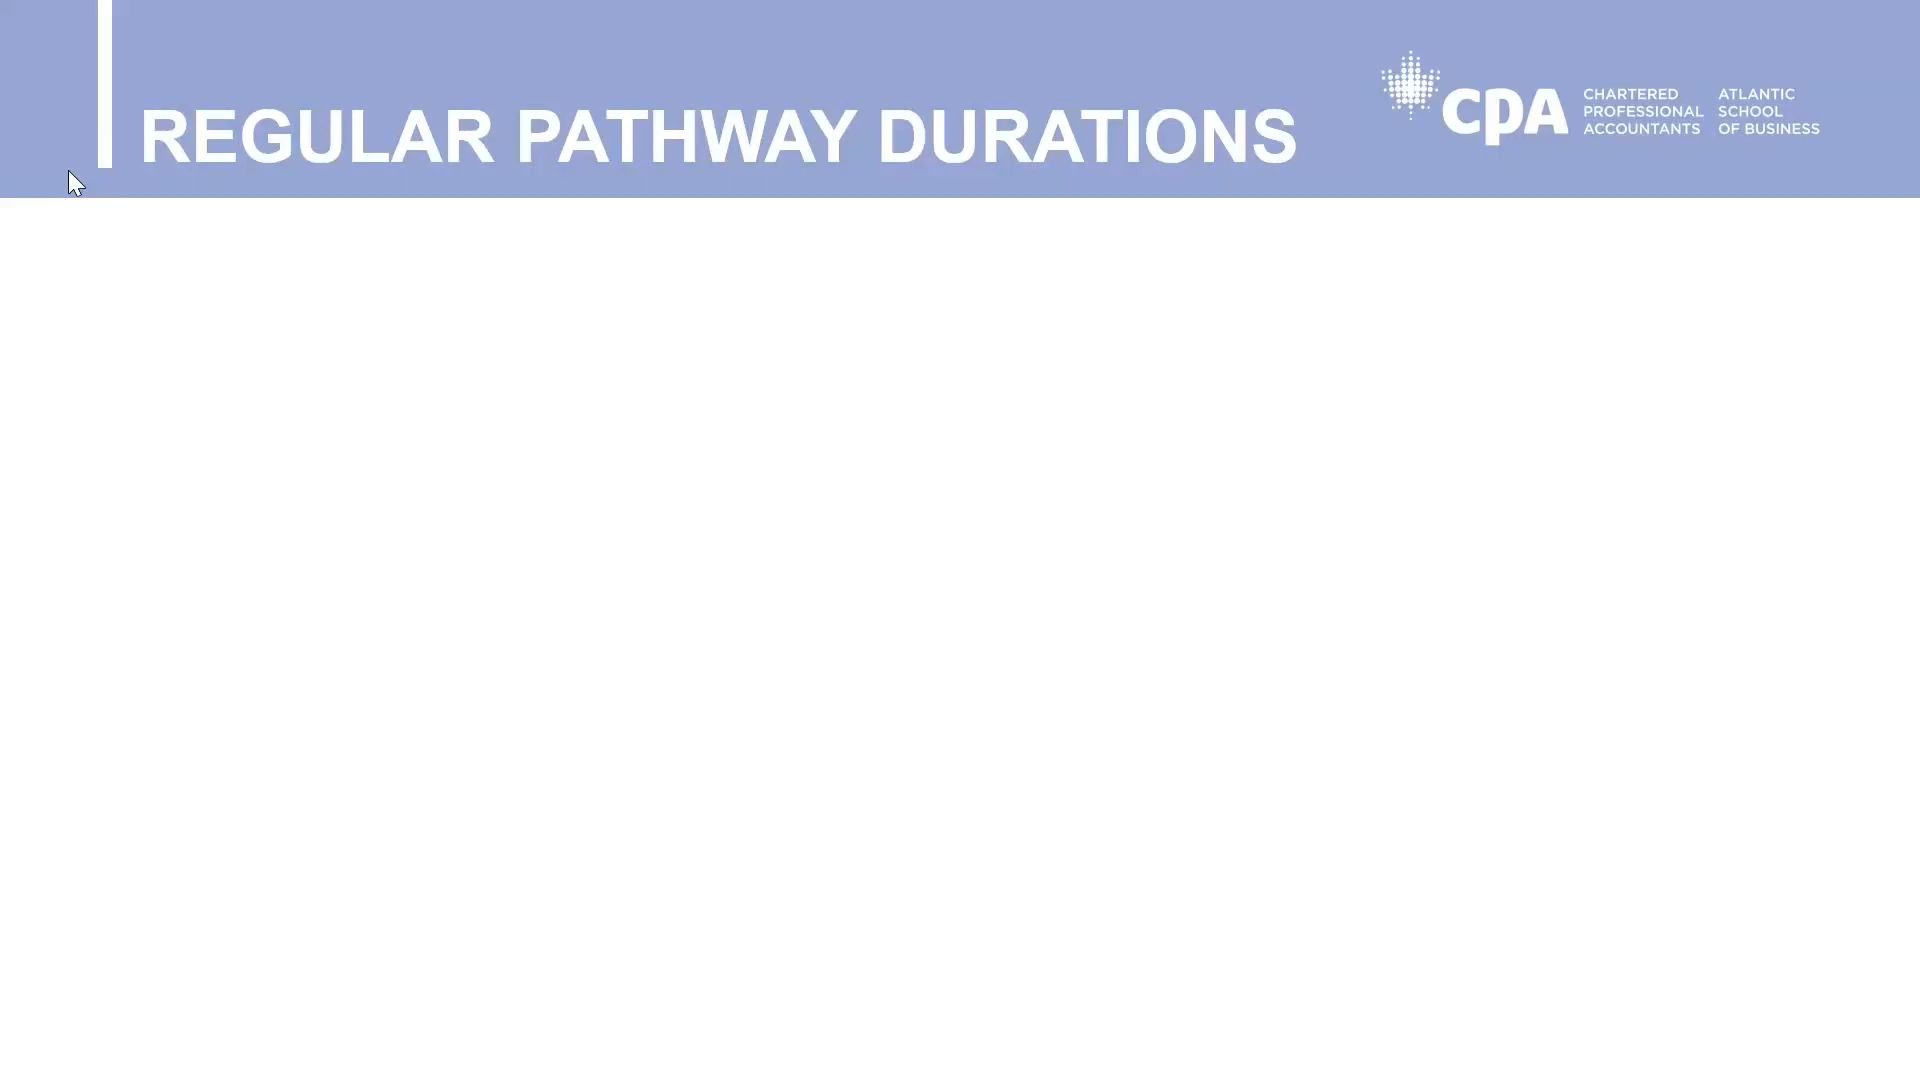 REGULAR PATHWAY DURATIONS
cpa
CHARTERED
PROFESSIONAL
ACCOUNTANTS
ATLANTIC
SCHOOL
OF BUSINESS